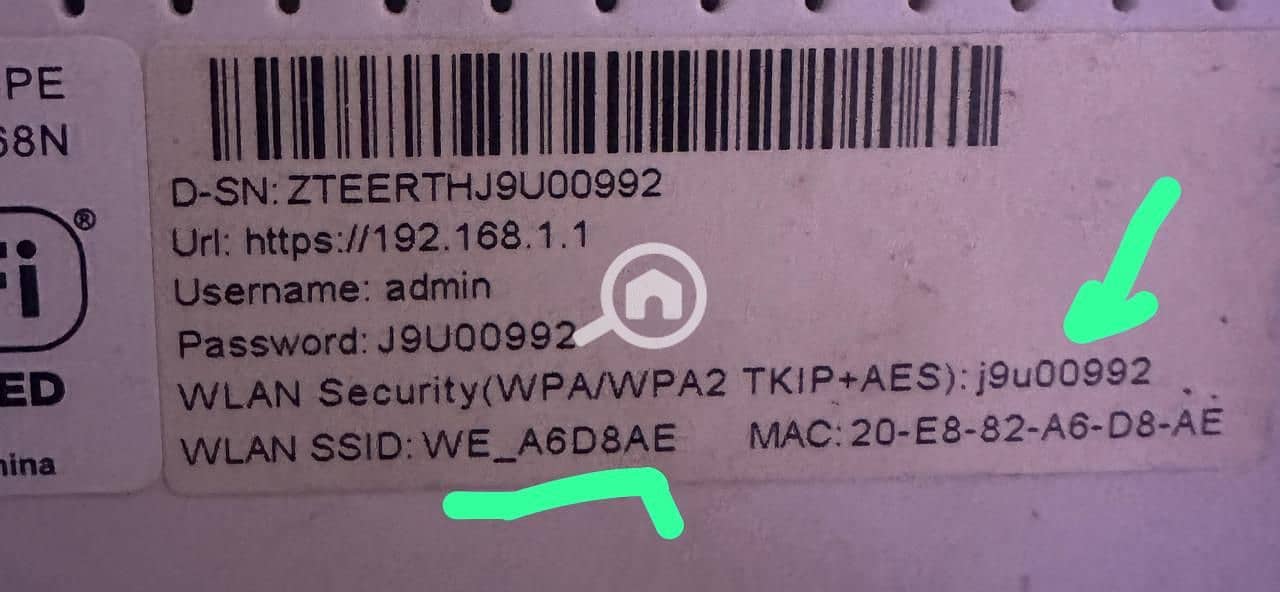 PE
68N
®
Fi
ED
hina
D-SN: ZTEERTHJ9U00992
Url: https://192.168.1.1
Username: admin
Password: J9U00992
WLAN Security(WPA/WPA2 TKIP+AES): j9u00992
WLAN SSID: WE_A6D8AE MAC: 20-E8-82-A6-D8-AE